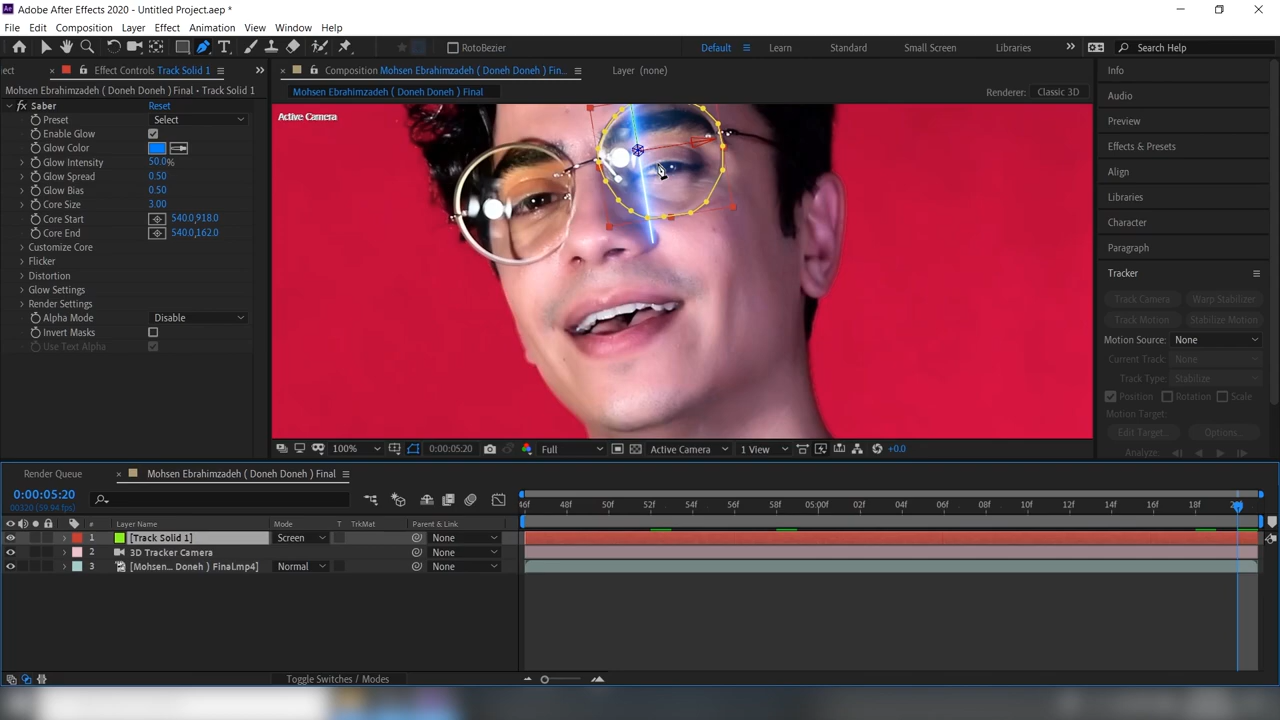 Ae Adobe After Effects 2020 - Untitled Project.aep *
File Edit Composition Layer Effect Animation View Window Help
RotoBezier Default Learn Standard Small Screen Libraries Search Help
ect Effect Controls Track Solid 1
Mohsen Ebrahimzadeh ( Doneh Doneh ) Final • Track Solid 1
fx Saber Reset
Preset Select
Enable Glow
Glow Color
Glow Intensity 50.0%
Glow Spread 0.50
Glow Bias 0.50
Core Size 3.00
Core Start 540.0,918.0
Core End 540.0,162.0
Customize Core
Flicker
Distortion
Glow Settings
Render Settings
Alpha Mode Disable
Invert Masks
Use Text Alpha
Composition Mohsen Ebrahimzadeh ( Doneh Doneh ) Fin... Layer (none)
Mohsen Ebrahimzadeh ( Doneh Doneh ) Final Renderer: Classic 3D
Active Camera
100% 0:00:05:20 Full Active Camera 1 View +0.0
Info
Audio
Preview
Effects & Presets
Align
Libraries
Character
Paragraph
Tracker
Track Camera Warp Stabilizer
Track Motion Stabilize Motion
Motion Source: None
Current Track: None
Track Type: Stabilize
Position Rotation Scale
Motion Target:
Edit Target... Options...
Analyze:
Render Queue Mohsen Ebrahimzadeh ( Doneh Doneh ) Final
0:00:05:20
00320 (59.94 fps)
46f 48f 50f 52f 54f 56f 58f 05:00f 02f 04f 06f 08f 10f 12f 14f 16f 18f
# Layer Name Mode T TrkMat Parent & Link
1 [Track Solid 1] Screen None
2 3D Tracker Camera None
3 [Mohsen... Doneh ) Final.mp4] Normal None
Toggle Switches / Modes